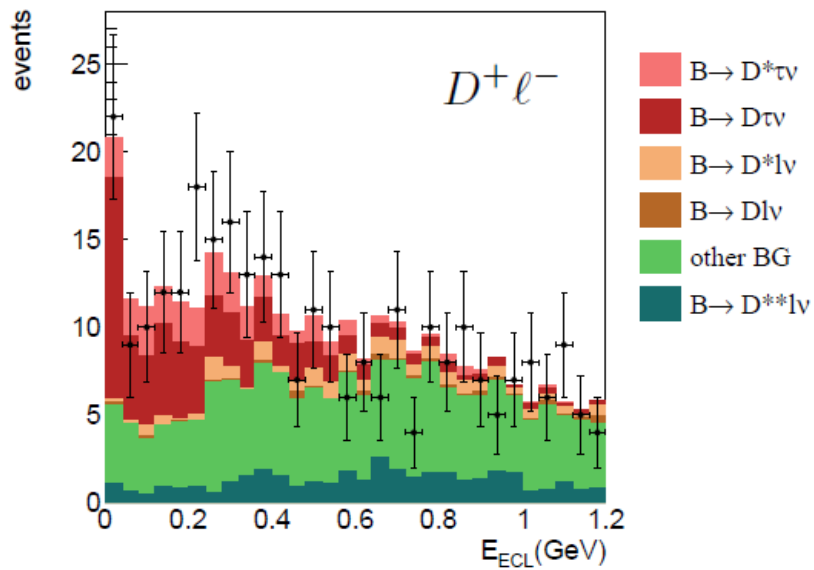 events
25
20
15
10
5
0
0 0.2 0.4 0.6 0.8 1 1.2
E_ECL(GeV)
D⁺ℓ⁻
B→ D*τν
B→ Dτν
B→ D*lν
B→ Dlν
other BG
B→ D**lν